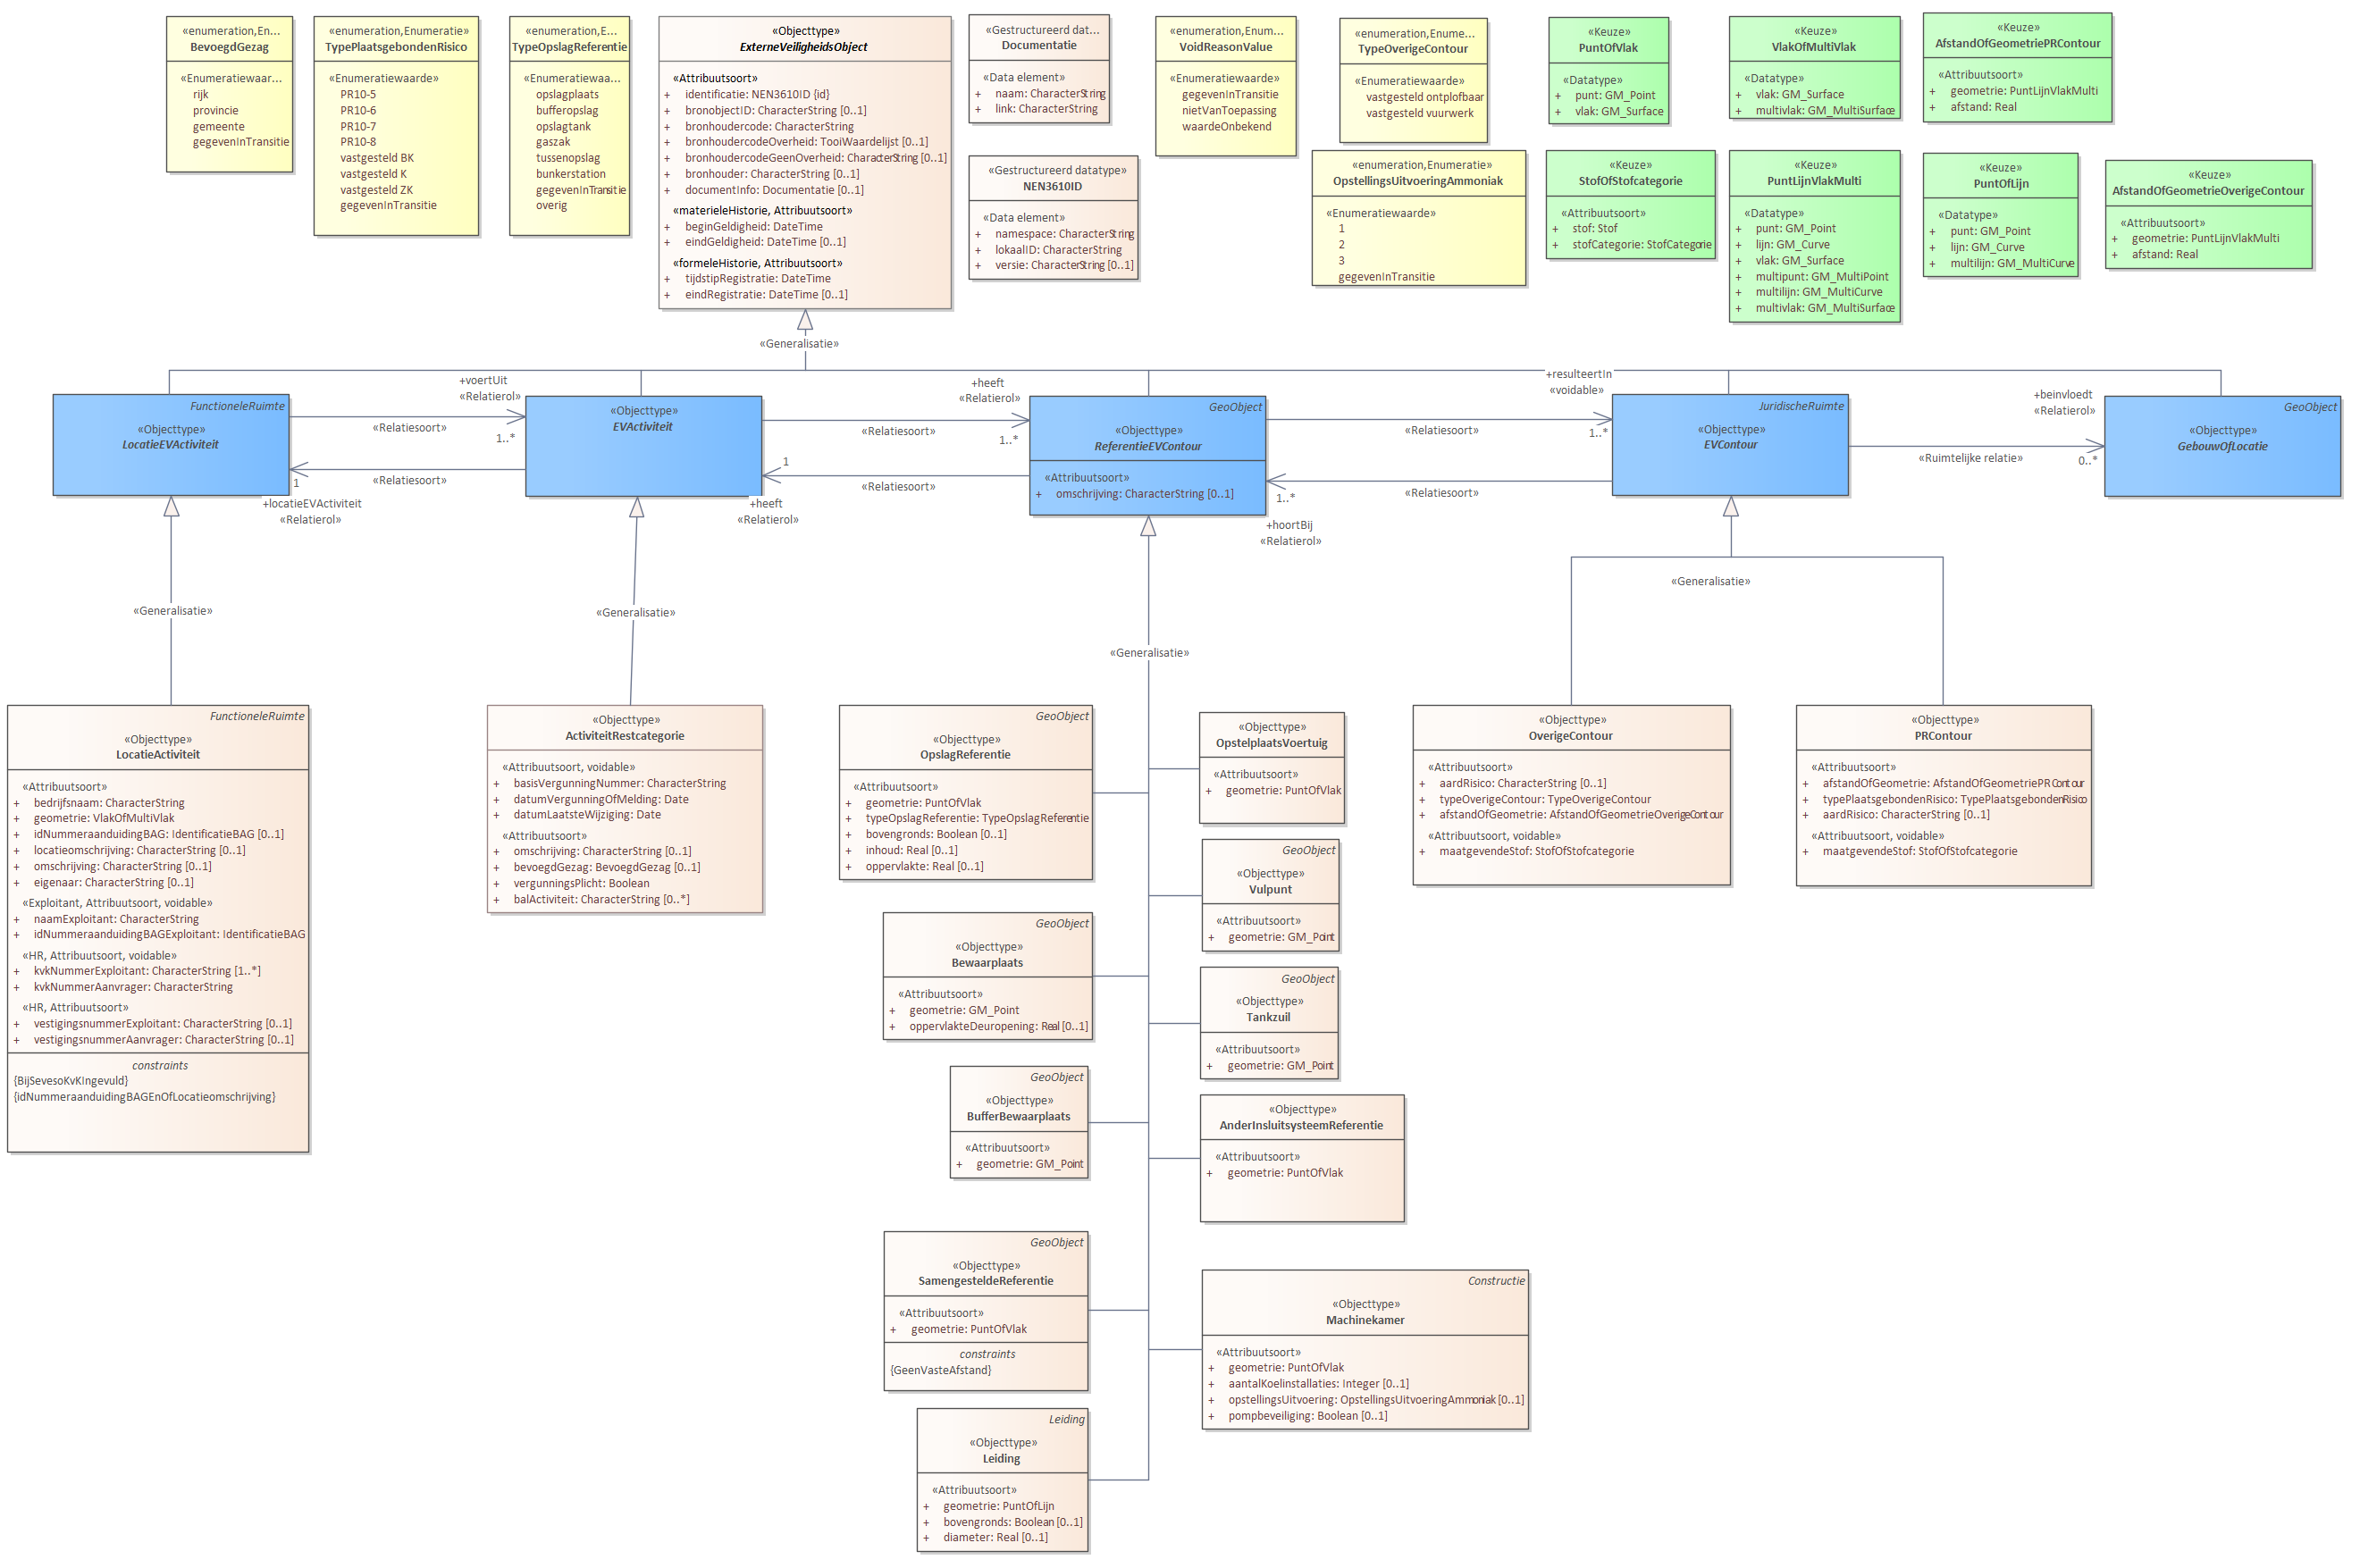 «enumeration,En...
BevoegdGezag
«Enumeratiewaar...
rijk
provincie
gemeente
gegevenInTransitie
«enumeration,Enumeratie»
TypePlaatsgebondenRisico
«Enumeratiewaarde»
PR10-5
PR10-6
PR10-7
PR10-8
vastgesteld BK
vastgesteld K
vastgesteld ZK
gegevenInTransitie
«enumeration,E...
TypeOpslagReferentie
«Enumeratiewaa...
opslagplaats
bufferopslag
opslagtank
gaszak
tussenopslag
bunkerstation
gegevenInTransitie
overig
«Objecttype»
ExterneVeiligheidsObject
«Attribuutsoort»
+ identificatie: NEN3610ID {id}
+ bronobjectID: CharacterString [0..1]
+ bronhoudercode: CharacterString
+ bronhoudercodeOverheid: TooiWaardelijst [0..1]
+ bronhoudercodeGeenOverheid: CharacterString [0..1]
+ bronhouder: CharacterString [0..1]
+ documentInfo: Documentatie [0..1]
«materieleHistorie, Attribuutsoort»
+ beginGeldigheid: DateTime
+ eindGeldigheid: DateTime [0..1]
«formeleHistorie, Attribuutsoort»
+ tijdstipRegistratie: DateTime
+ eindRegistratie: DateTime [0..1]
«Gestructureerd dat...
Documentatie
«Data element»
+ naam: CharacterString
+ link: CharacterString
«Gestructureerd datatype»
NEN3610ID
«Data element»
+ namespace: CharacterString
+ lokaalID: CharacterString
+ versie: CharacterString [0..1]
«enumeration,Enum...
VoidReasonValue
«Enumeratiewaarde»
gegevenInTransitie
nietVanToepassing
waardeOnbekend
«enumeration,Enume...
TypeOverigeContour
«Enumeratiewaarde»
vastgesteld ontplofbaar
vastgesteld vuurwerk
«enumeration,Enumeratie»
OpstellingsUitvoeringAmmoniak
«Enumeratiewaarde»
1
2
3
gegevenInTransitie
«Keuze»
PuntOfVlak
«Datatype»
+ punt: GM_Point
+ vlak: GM_Surface
«Keuze»
VlakOfMultiVlak
«Datatype»
+ vlak: GM_Surface
+ multivlak: GM_MultiSurface
«Keuze»
AfstandOfGeometriePRContour
«Attribuutsoort»
+ geometrie: PuntLijnVlakMulti
+ afstand: Real
«Keuze»
StofOfStofcategorie
«Attribuutsoort»
+ stof: Stof
+ stofCategorie: StofCategorie
«Keuze»
PuntLijnVlakMulti
«Datatype»
+ punt: GM_Point
+ lijn: GM_Curve
+ vlak: GM_Surface
+ multipunt: GM_MultiPoint
+ multilijn: GM_MultiCurve
+ multivlak: GM_MultiSurface
«Keuze»
PuntOfLijn
«Datatype»
+ punt: GM_Point
+ lijn: GM_Curve
+ multilijn: GM_MultiCurve
«Keuze»
AfstandOfGeometrieOverigeContour
«Attribuutsoort»
+ geometrie: PuntLijnVlakMulti
+ afstand: Real
«Generalisatie»
FunctioneleRuimte
«Objecttype»
LocatieEVActiviteit
+voertUit
«Relatierol»
«Relatiesoort»
1..*
«Relatiesoort»
1
+locatieEVActiviteit
«Relatierol»
«Objecttype»
EVActiviteit
+heeft
«Relatierol»
«Relatiesoort»
1..*
1
«Relatiesoort»
+heeft
«Relatierol»
GeoObject
«Objecttype»
ReferentieEVContour
«Attribuutsoort»
+ omschrijving: CharacterString [0..1]
+resulteertIn
«voidable»
«Relatiesoort»
1..*
«Relatiesoort»
1..*
+hoortBij
«Relatierol»
JuridischeRuimte
«Objecttype»
EVContour
+beinvloedt
«Relatierol»
«Ruimtelijke relatie»
0..*
GeoObject
«Objecttype»
GebouwOfLocatie
«Generalisatie»
«Generalisatie»
«Generalisatie»
«Generalisatie»
FunctioneleRuimte
«Objecttype»
LocatieActiviteit
«Attribuutsoort»
+ bedrijfsnaam: CharacterString
+ geometrie: VlakOfMultiVlak
+ idNummeraanduidingBAG: IdentificatieBAG [0..1]
+ locatieomschrijving: CharacterString [0..1]
+ omschrijving: CharacterString [0..1]
+ eigenaar: CharacterString [0..1]
«Exploitant, Attribuutsoort, voidable»
+ naamExploitant: CharacterString
+ idNummeraanduidingBAGExploitant: IdentificatieBAG
«HR, Attribuutsoort, voidable»
+ kvkNummerExploitant: CharacterString [1..*]
+ kvkNummerAanvrager: CharacterString
«HR, Attribuutsoort»
+ vestigingsnummerExploitant: CharacterString [0..1]
+ vestigingsnummerAanvrager: CharacterString [0..1]
constraints
{BijSevesoKvKIngevuld}
{idNummeraanduidingBAGEnOfLocatieomschrijving}
«Objecttype»
ActiviteitRestcategorie
«Attribuutsoort, voidable»
+ basisVergunningNummer: CharacterString
+ datumVergunningOfMelding: Date
+ datumLaatsteWijziging: Date
«Attribuutsoort»
+ omschrijving: CharacterString [0..1]
+ bevoegdGezag: BevoegdGezag [0..1]
+ vergunningsPlicht: Boolean
+ balActiviteit: CharacterString [0..*]
GeoObject
«Objecttype»
OpslagReferentie
«Attribuutsoort»
+ geometrie: PuntOfVlak
+ typeOpslagReferentie: TypeOpslagReferentie
+ bovengronds: Boolean [0..1]
+ inhoud: Real [0..1]
+ oppervlakte: Real [0..1]
«Objecttype»
OpstelplaatsVoertuig
«Attribuutsoort»
+ geometrie: PuntOfVlak
GeoObject
«Objecttype»
Vulpunt
«Attribuutsoort»
+ geometrie: GM_Point
GeoObject
«Objecttype»
Bewaarplaats
«Attribuutsoort»
+ geometrie: GM_Point
+ oppervlakteDeuropening: Real [0..1]
GeoObject
«Objecttype»
Tankzuil
«Attribuutsoort»
+ geometrie: GM_Point
GeoObject
«Objecttype»
BufferBewaarplaats
«Attribuutsoort»
+ geometrie: GM_Point
«Objecttype»
AnderInsluitsysteemReferentie
«Attribuutsoort»
+ geometrie: PuntOfVlak
GeoObject
«Objecttype»
SamengesteldeReferentie
«Attribuutsoort»
+ geometrie: PuntOfVlak
constraints
{GeenVasteAfstand}
Constructie
«Objecttype»
Machinekamer
«Attribuutsoort»
+ geometrie: PuntOfVlak
+ aantalKoelinstallaties: Integer [0..1]
+ opstellingsUitvoering: OpstellingsUitvoeringAmmoniak [0..1]
+ pompbeveiliging: Boolean [0..1]
Leiding
«Objecttype»
Leiding
«Attribuutsoort»
+ geometrie: PuntOfLijn
+ bovengronds: Boolean [0..1]
+ diameter: Real [0..1]
«Objecttype»
OverigeContour
«Attribuutsoort»
+ aardRisico: CharacterString [0..1]
+ typeOverigeContour: TypeOverigeContour
+ afstandOfGeometrie: AfstandOfGeometrieOverigeContour
«Attribuutsoort, voidable»
+ maatgevendeStof: StofOfStofcategorie
«Objecttype»
PRContour
«Attribuutsoort»
+ afstandOfGeometrie: AfstandOfGeometriePRContour
+ typePlaatsgebondenRisico: TypePlaatsgebondenRisico
+ aardRisico: CharacterString [0..1]
«Attribuutsoort, voidable»
+ maatgevendeStof: StofOfStofcategorie